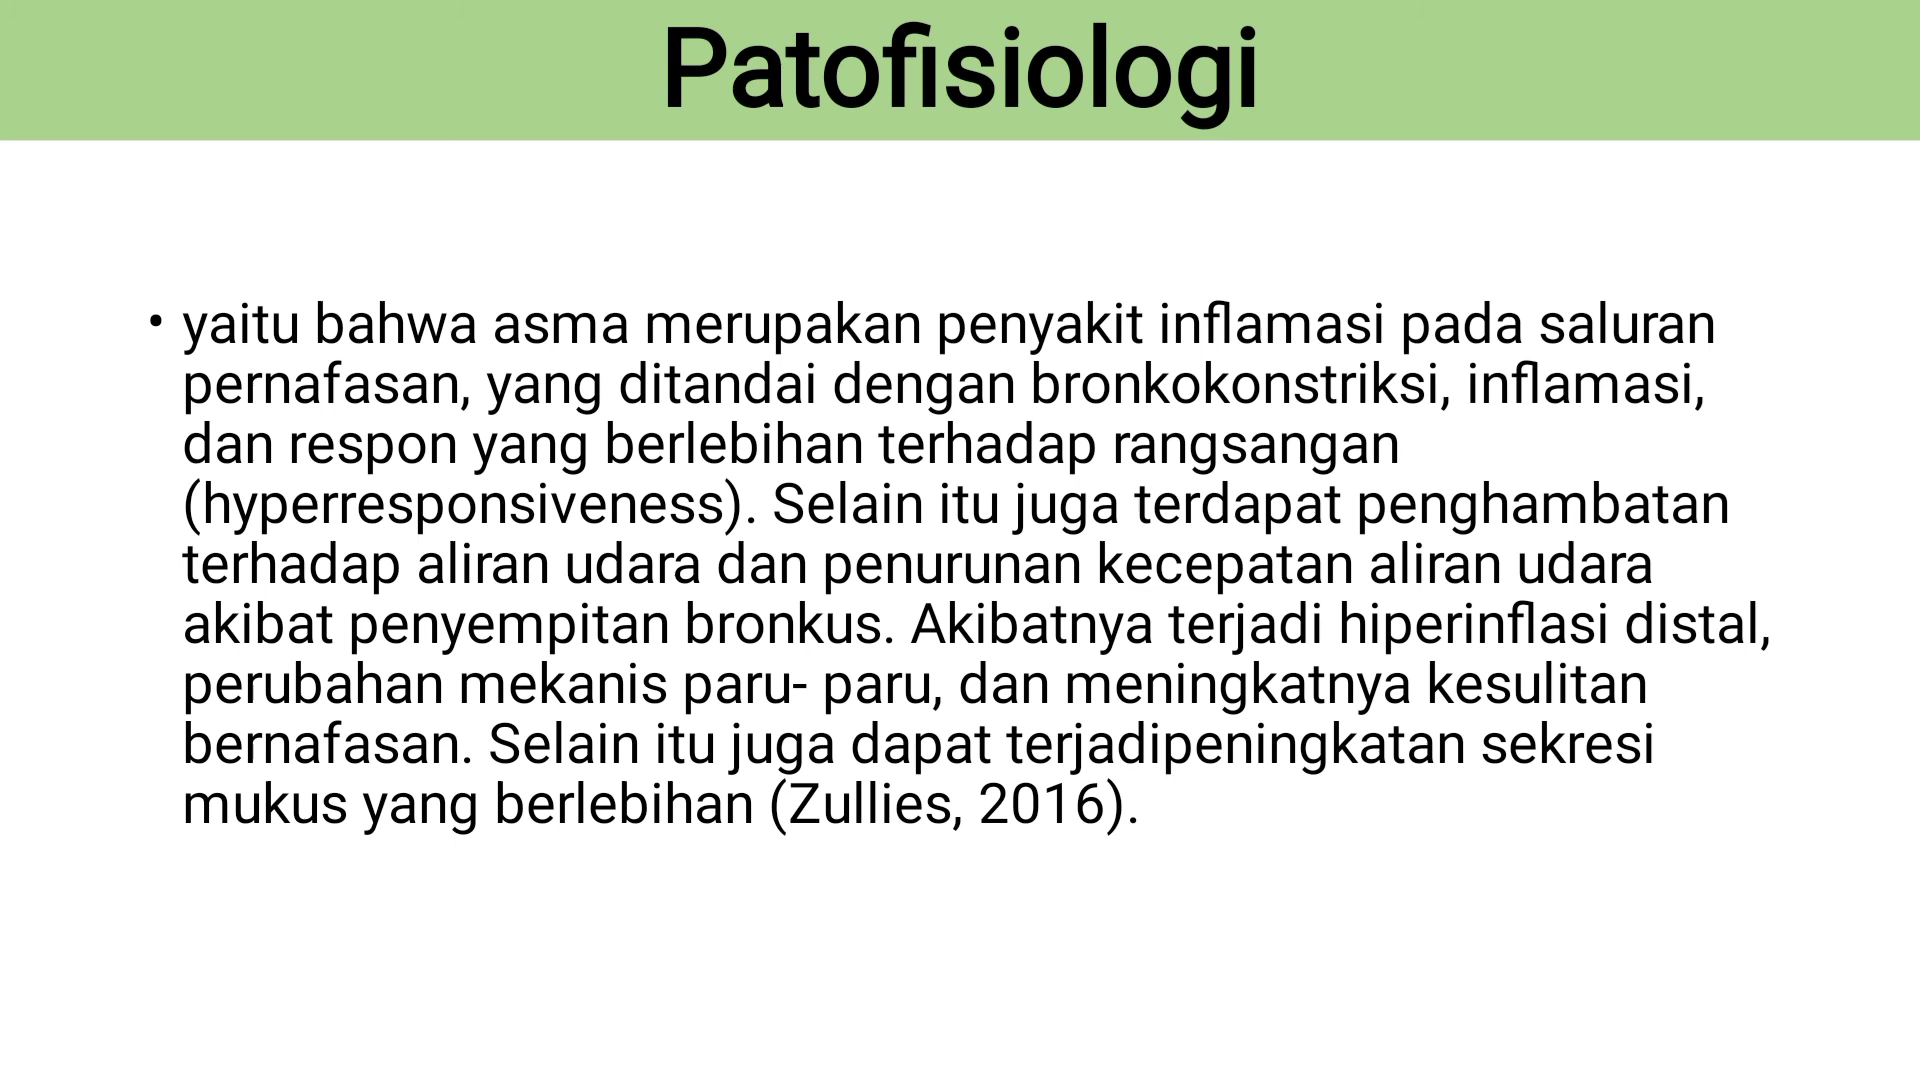 Patofisiologi
• yaitu bahwa asma merupakan penyakit inflamasi pada saluran
pernafasan, yang ditandai dengan bronkokonstriksi, inflamasi,
dan respon yang berlebihan terhadap rangsangan
(hyperresponsiveness). Selain itu juga terdapat penghambatan
terhadap aliran udara dan penurunan kecepatan aliran udara
akibat penyempitan bronkus. Akibatnya terjadi hiperinflasi distal,
perubahan mekanis paru- paru, dan meningkatnya kesulitan
bernafasan. Selain itu juga dapat terjadipeningkatan sekresi
mukus yang berlebihan (Zullies, 2016).